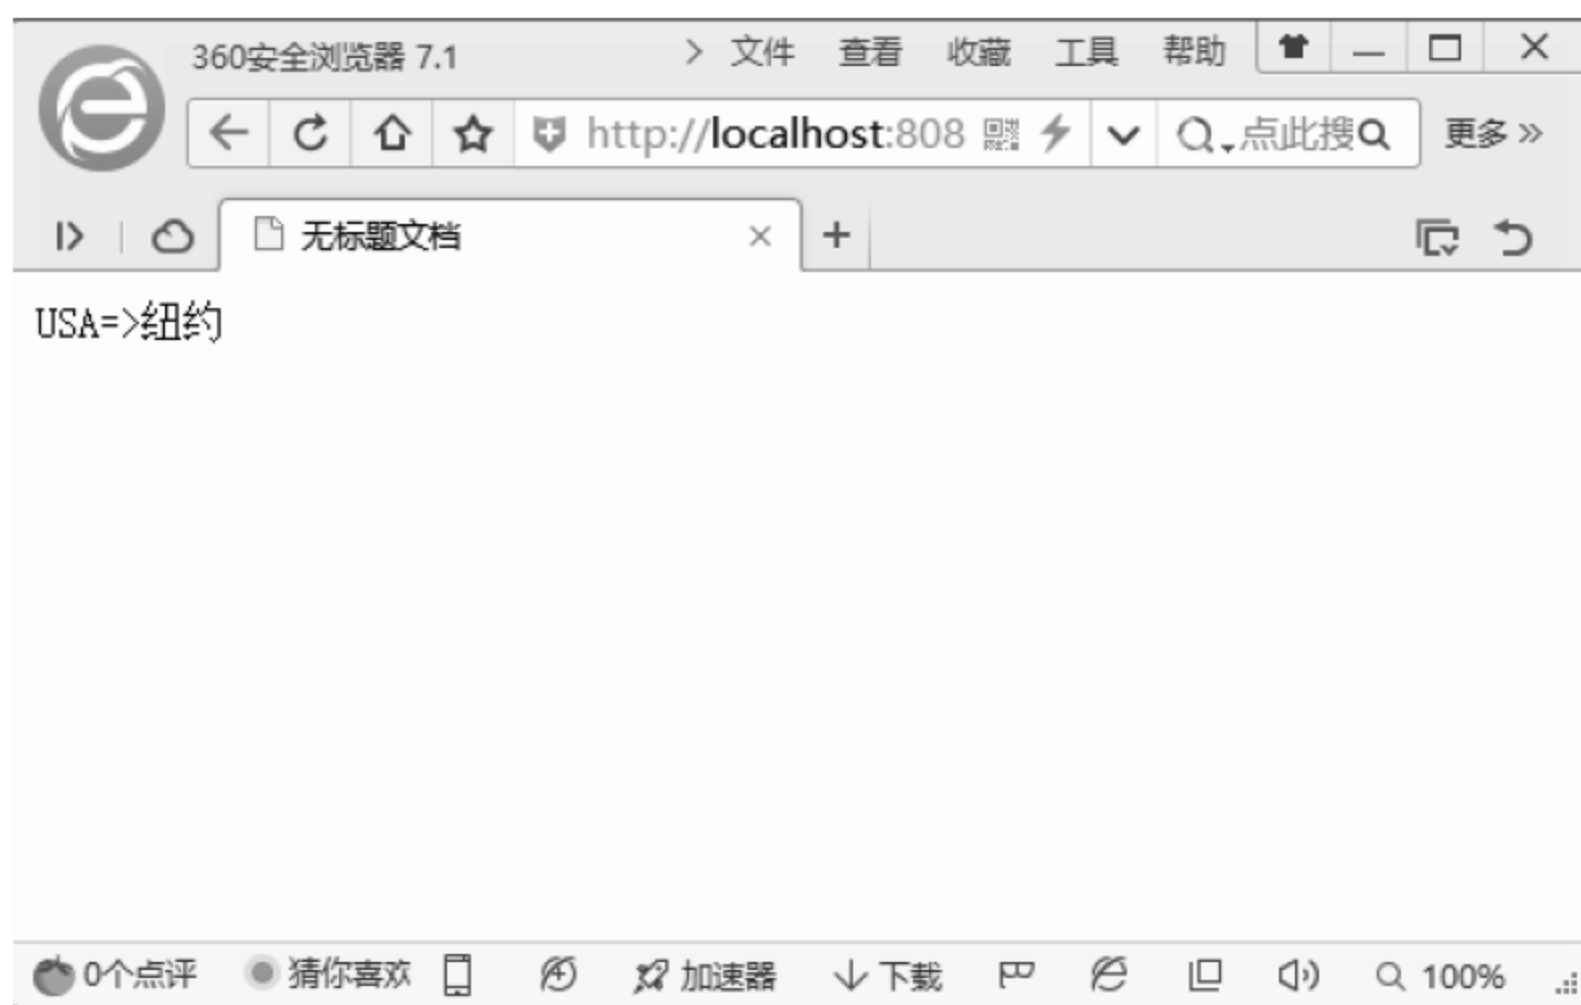 360安全浏览器 7.1 > 文件 查看 收藏 工具 帮助
http://localhost:808 点此搜 更多 »
无标题文档
USA=>纽约
0个点评 猜你喜欢 加速器 下载 100%